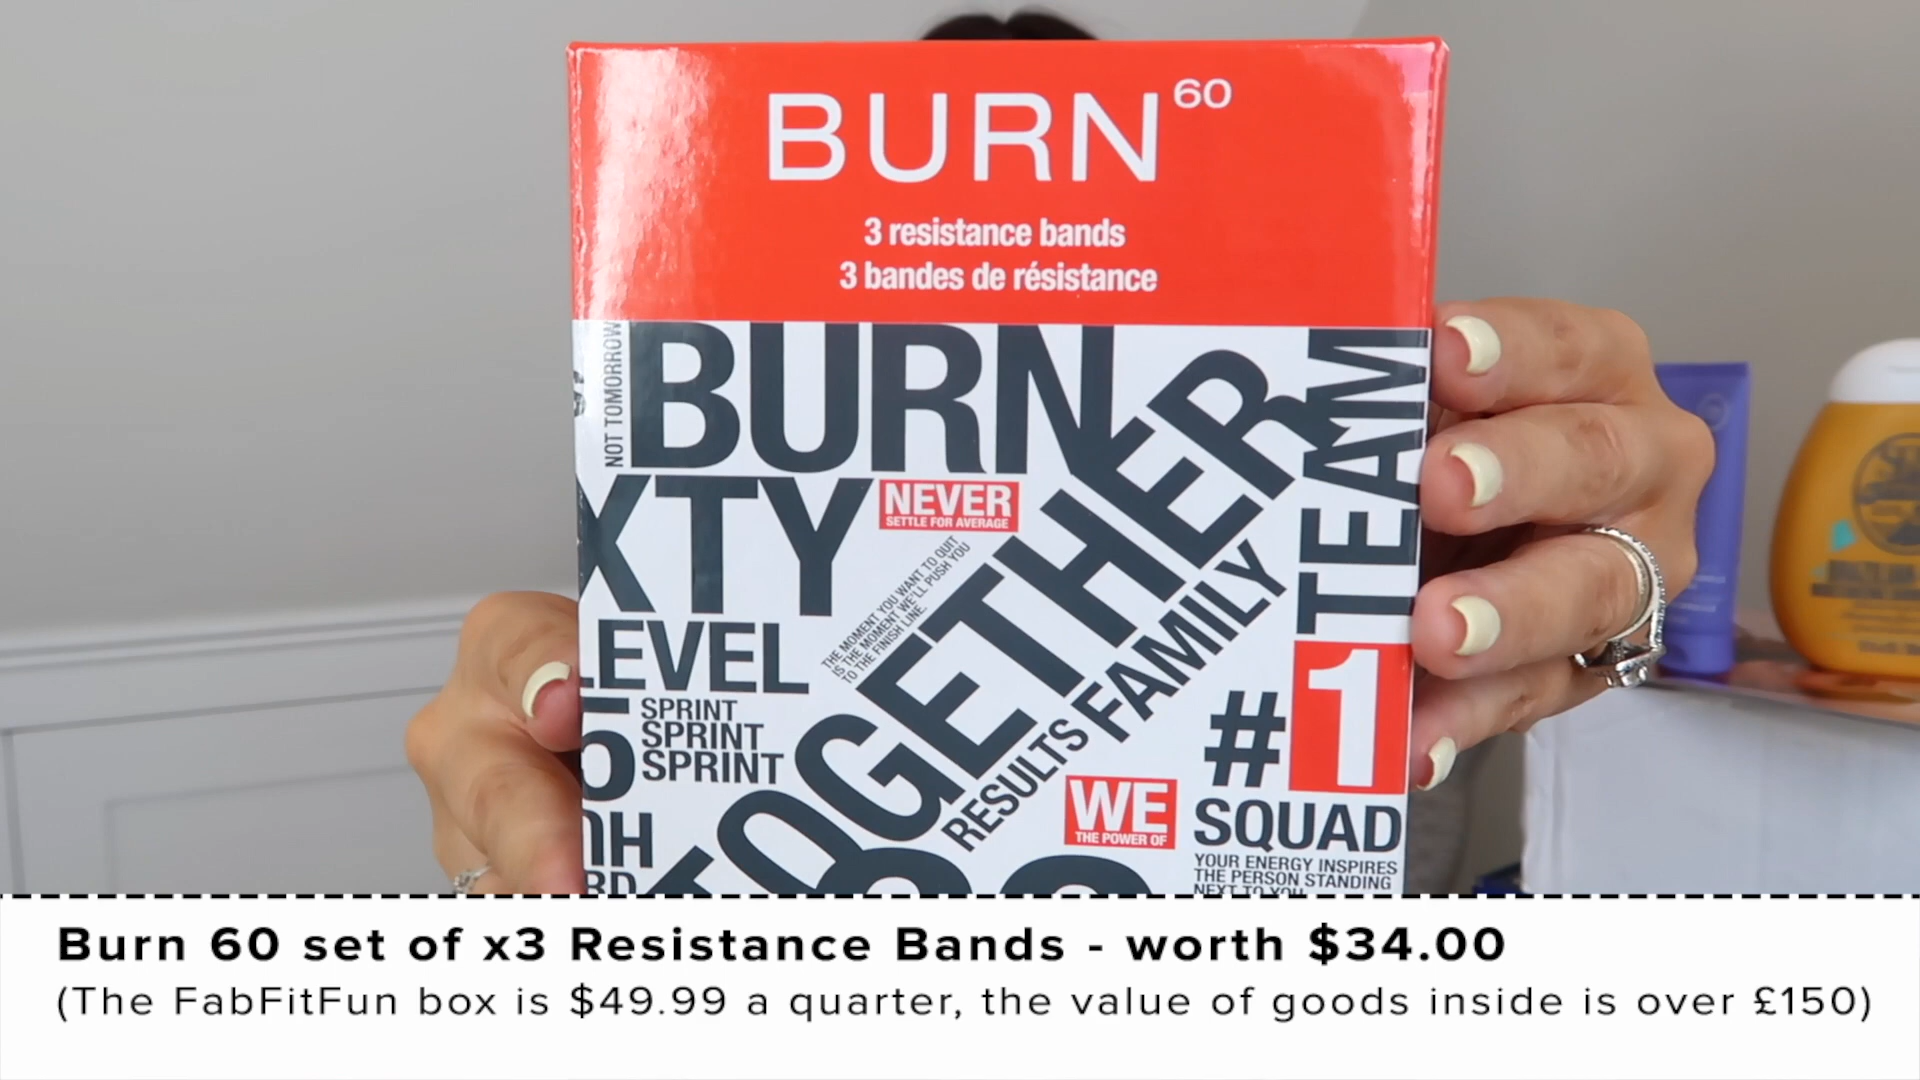 BURN 60
3 resistance bands
3 bandes de résistance
NOT TOMORROW
BURN
XTY
NEVER
SETTLE FOR AVERAGE
THE MOMENT YOU WANT TO QUIT
IS THE MOMENT WE'LL PUSH YOU
TO THE FINISH LINE.
TOGETHER
TEAM
LEVEL
5
SPRINT
SPRINT
SPRINT
RESULTS FAMILY
#1
SQUAD
WE
THE POWER OF
YOUR ENERGY INSPIRES
THE PERSON STANDING
NEXT TO YOU
Burn 60 set of x3 Resistance Bands - worth $34.00
(The FabFitFun box is $49.99 a quarter, the value of goods inside is over £150)